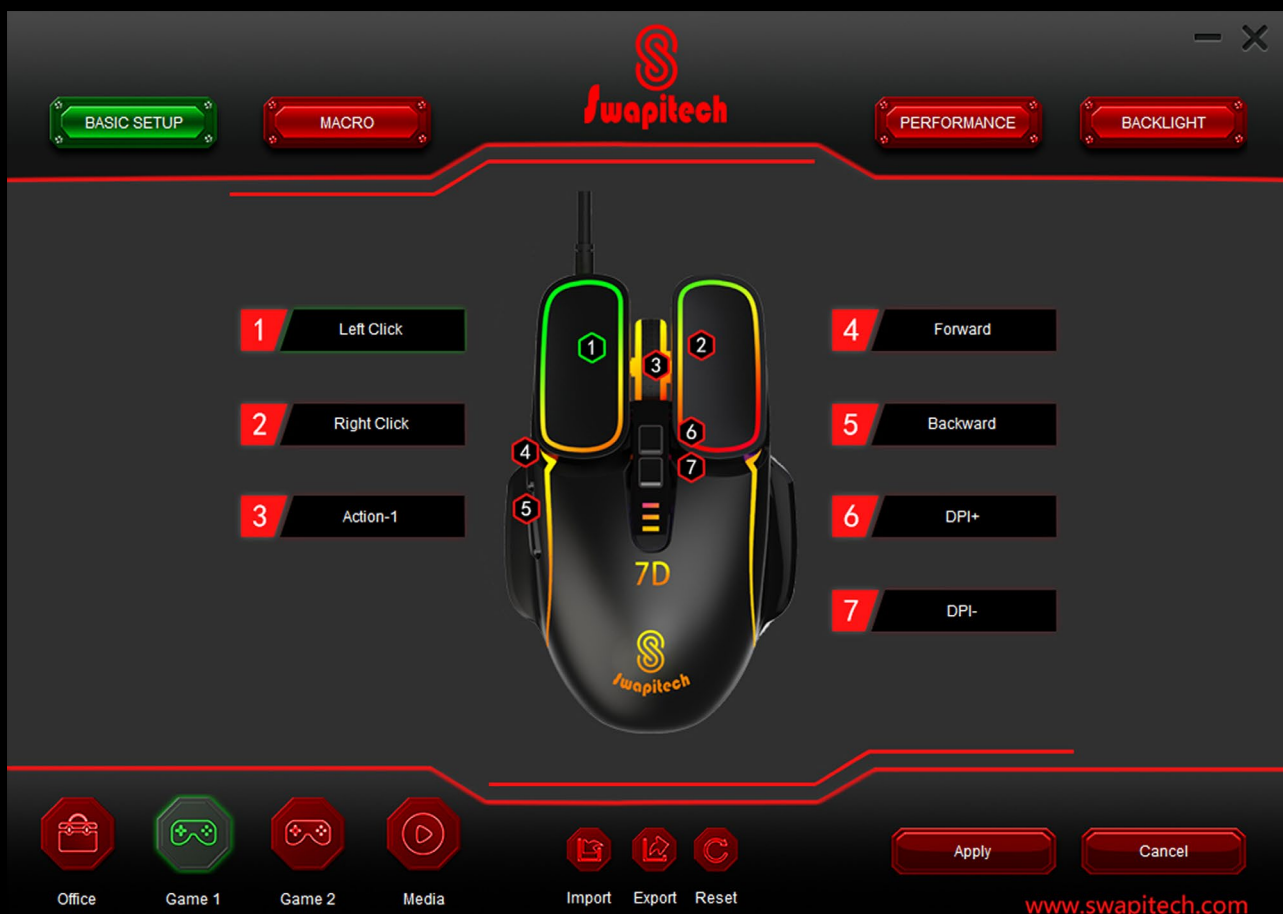 Swapitech
BASIC SETUP
MACRO
PERFORMANCE
BACKLIGHT
1 Left Click
2 Right Click
3 Action-1
4 Forward
5 Backward
6 DPI+
7 DPI-
1
2
3
4
5
6
7
7D
Swapitech
Office
Game 1
Game 2
Media
Import
Export
Reset
Apply
Cancel
www.swapitech.com